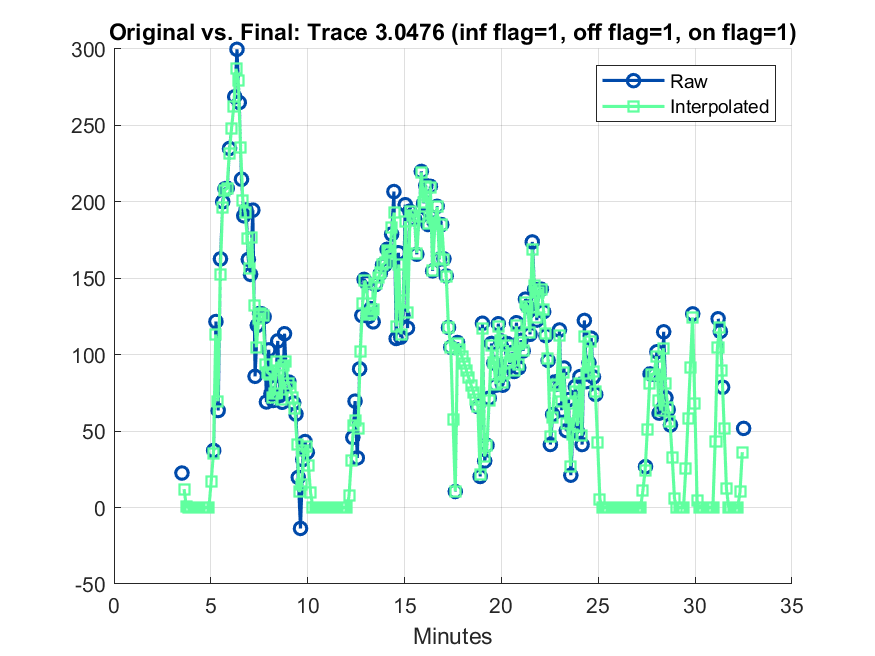 Original vs. Final: Trace 3.0476 (inf flag=1, off flag=1, on flag=1)
300
250
200
150
100
50
0
-50
Raw
Interpolated
0 5 10 15 20 25 30 35
Minutes